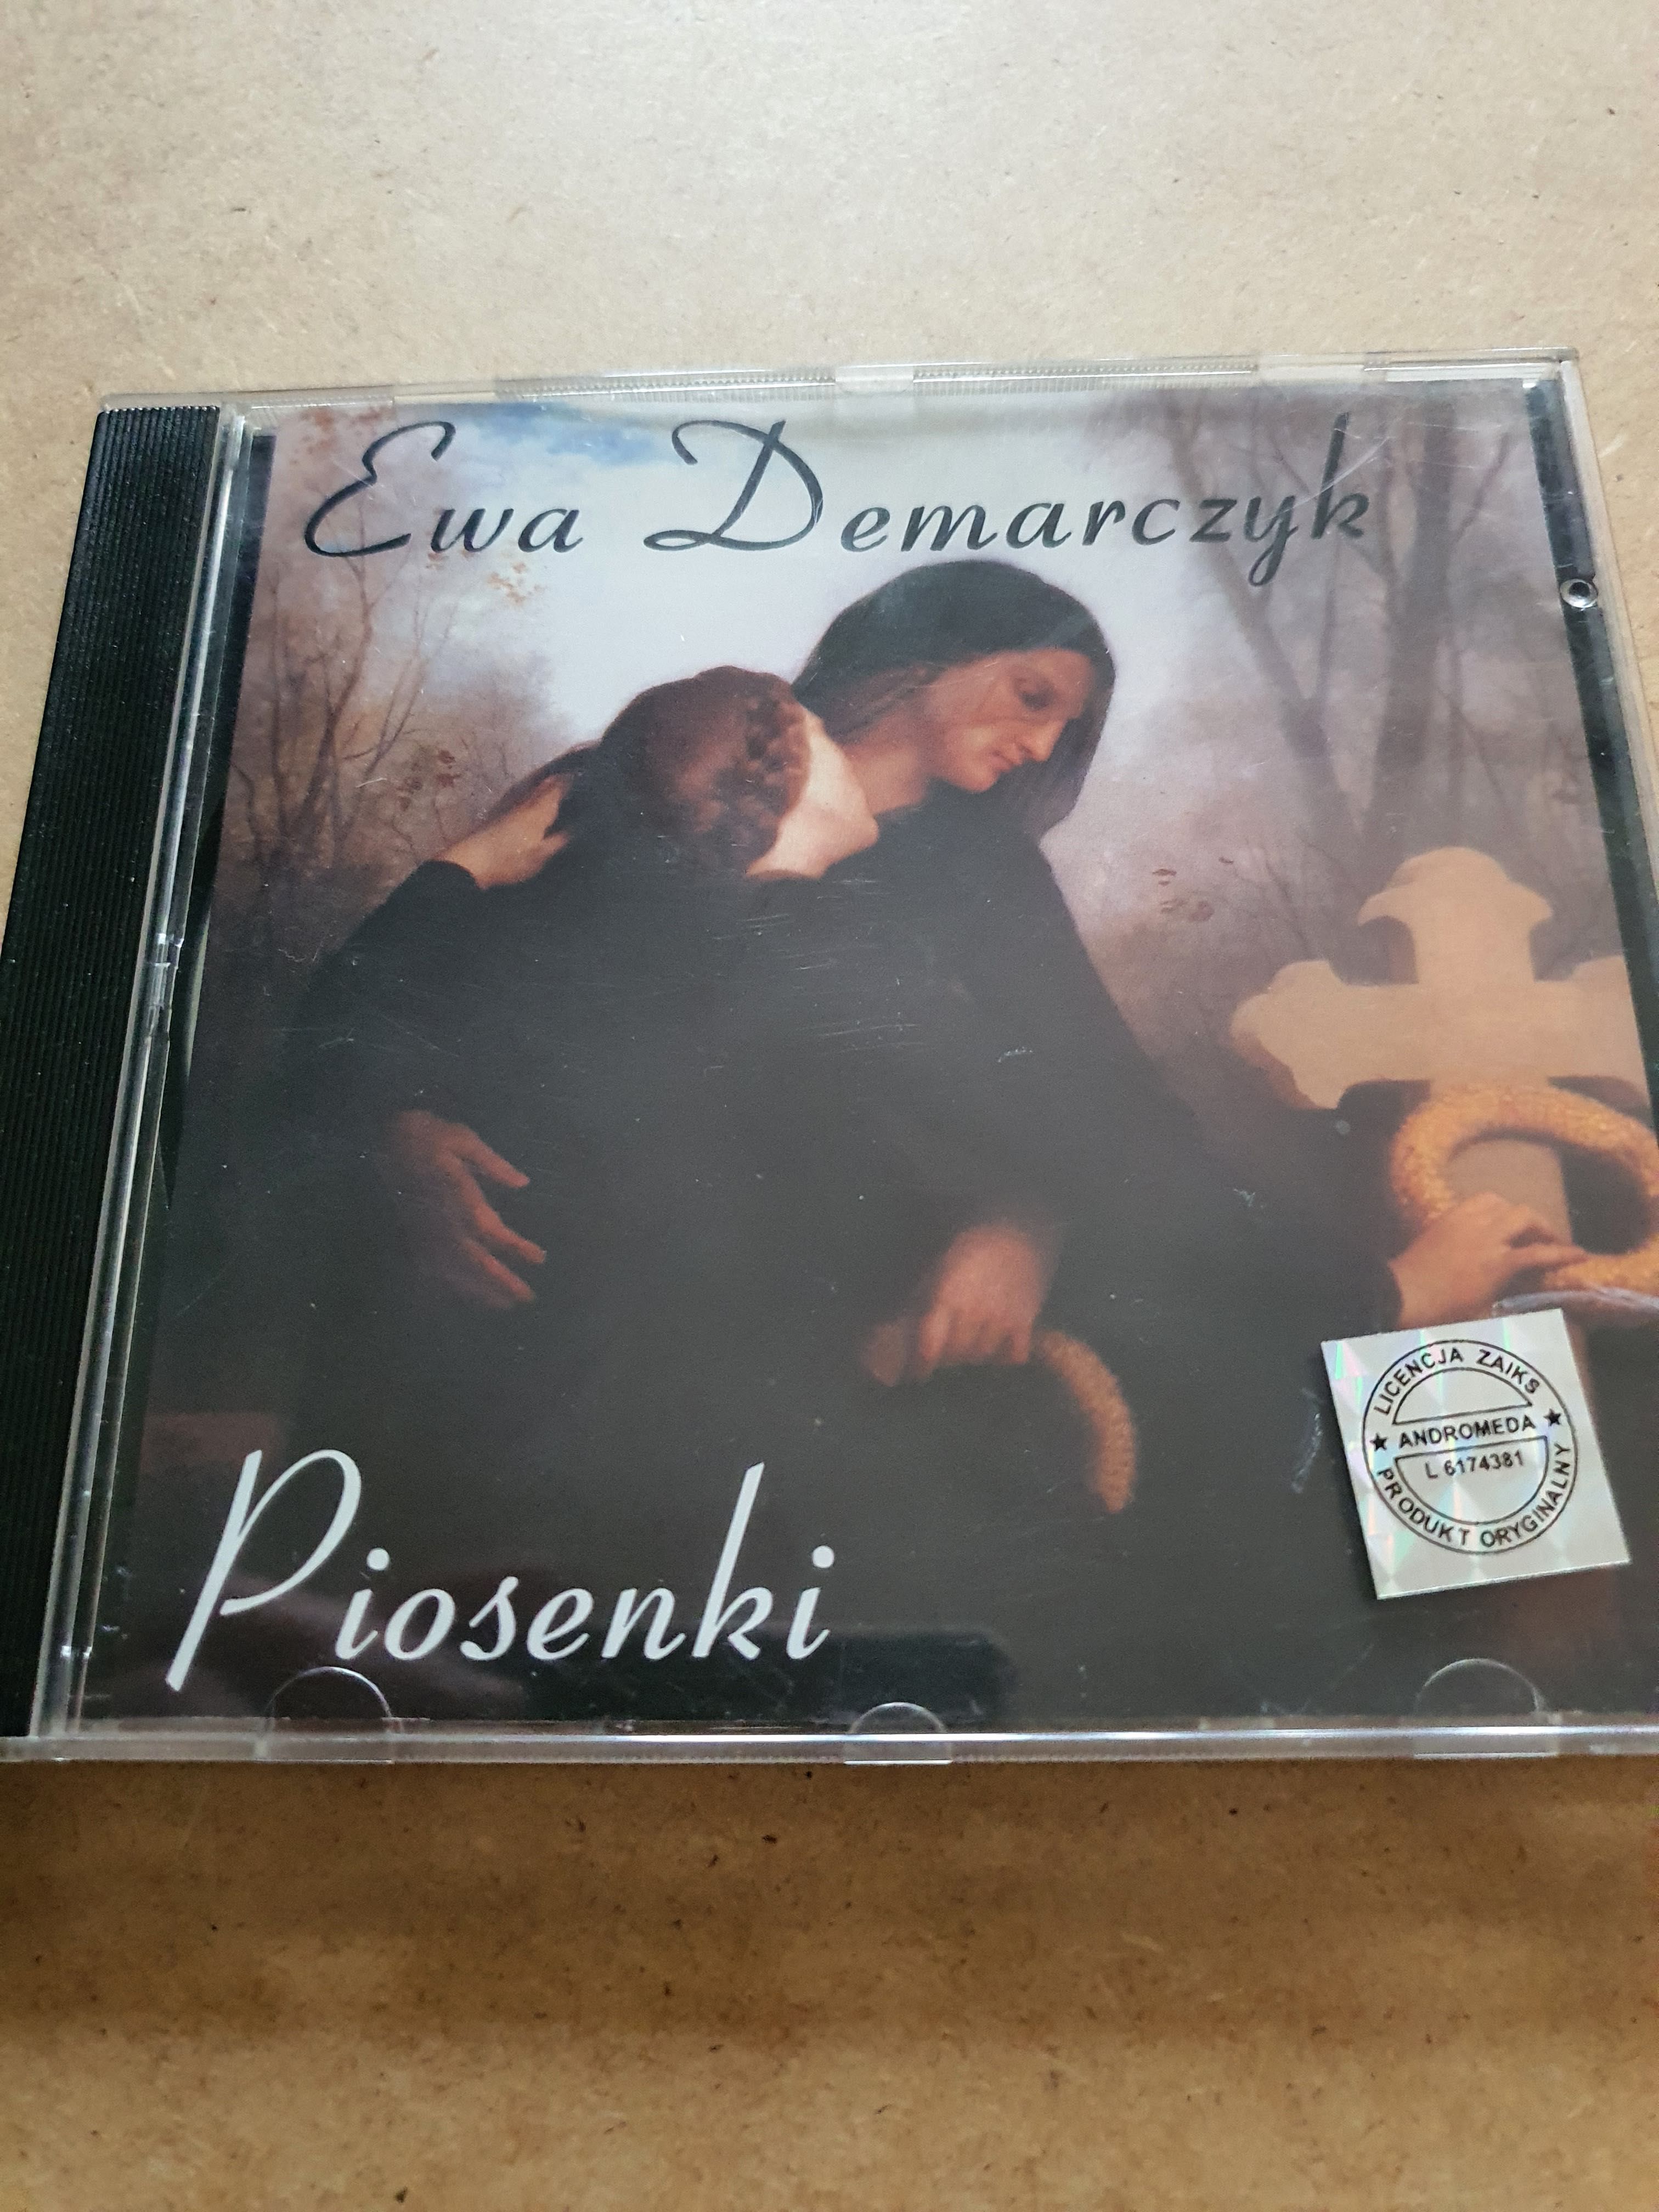 Ewa Demarczyk
LICENCJA ZAIKS
★ ANDROMEDA ★
L 6174381
PRODUKT ORYGINALNY
Piosenki